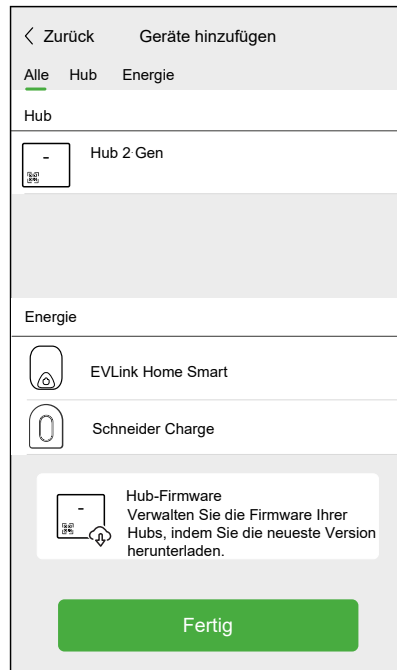 Zurück Geräte hinzufügen
Alle Hub Energie
Hub
Hub 2 Gen
Energie
EVLink Home Smart
Schneider Charge
Hub-Firmware
Verwalten Sie die Firmware Ihrer
Hubs, indem Sie die neueste Version
herunterladen.
Fertig